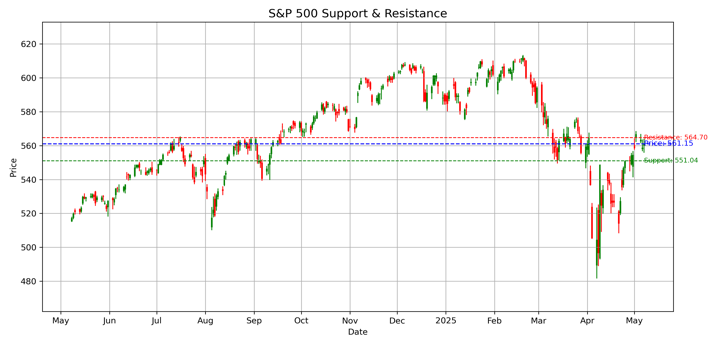 S&P 500 Support & Resistance
Price
620
600
580
560
540
520
500
480
Resistance: 564.70
Price: 561.15
Support: 551.04
May Jun Jul Aug Sep Oct Nov Dec 2025 Feb Mar Apr May
Date